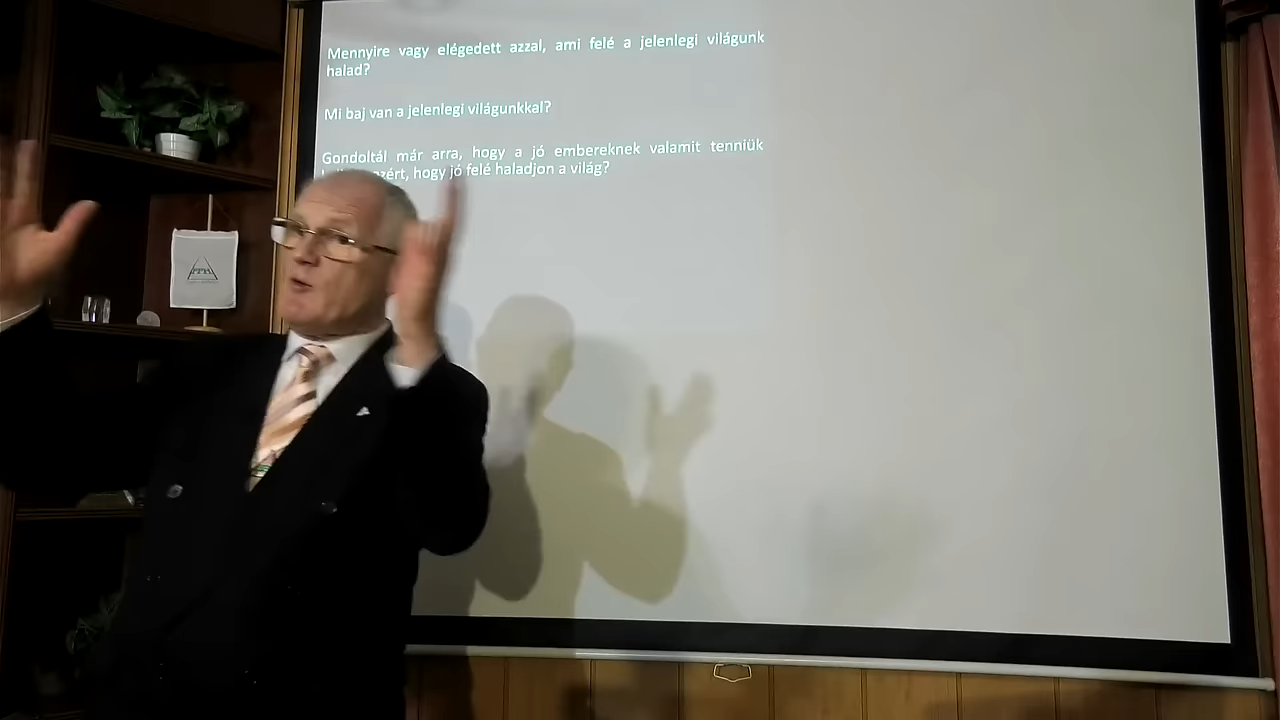 Mennyire vagy elégedett azzal, ami felé a jelenlegi világunk
halad?
Mi baj van a jelenlegi világunkkal?
Gondoltál már arra, hogy a jó embereknek valamit tenniük
hogy jó felé haladjon a világ?